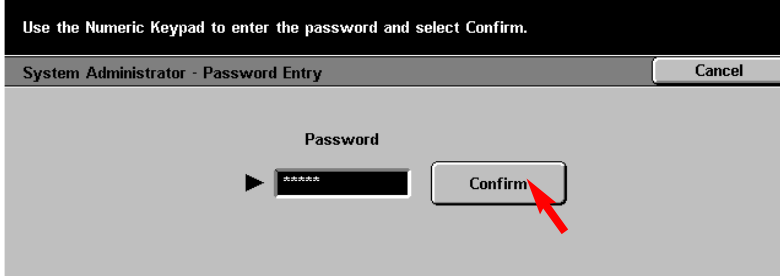 Use the Numeric Keypad to enter the password and select Confirm.
System Administrator - Password Entry
Cancel
Password
*****
Confirm